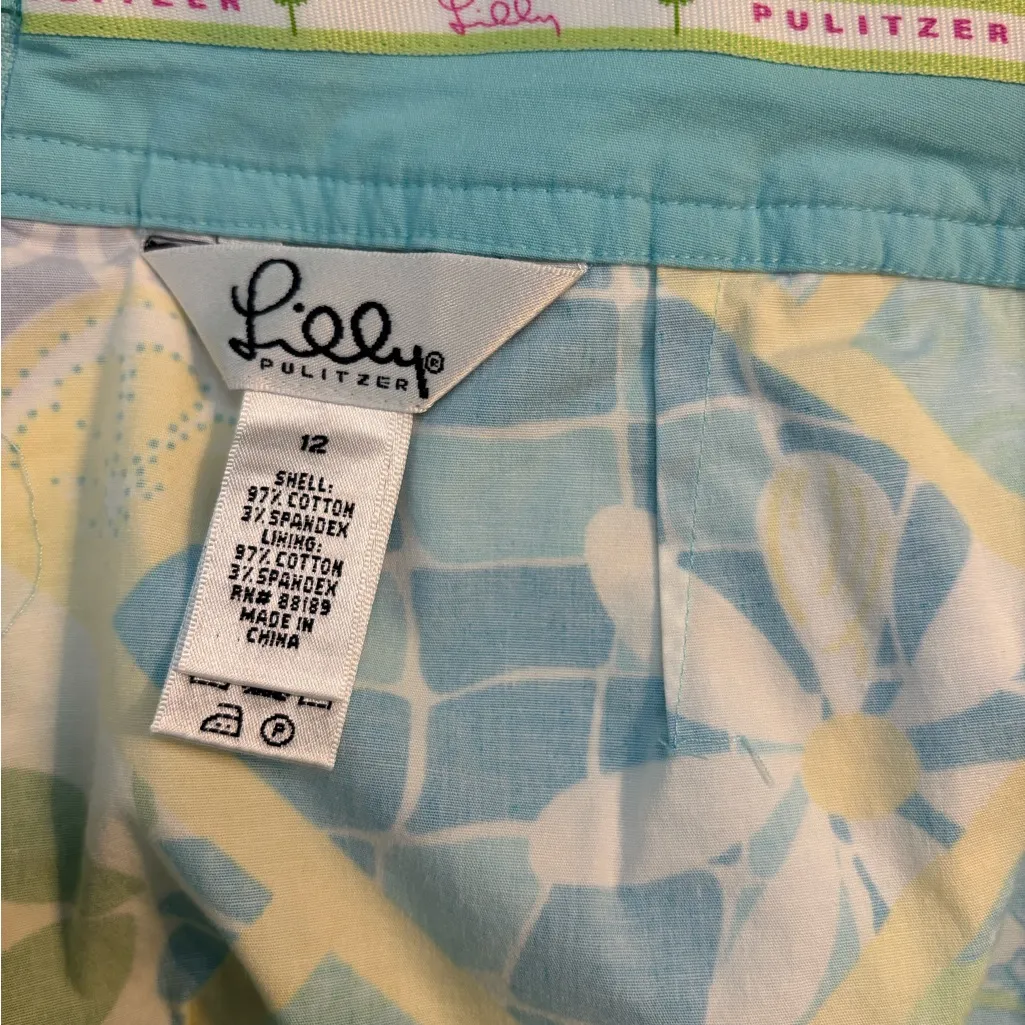 Lilly
PULITZER
Lilly®
PULITZER
12
SHELL:
97% COTTON
3% SPANDEX
LINING:
97% COTTON
3% SPANDEX
RN# 88189
MADE IN
CHINA
P